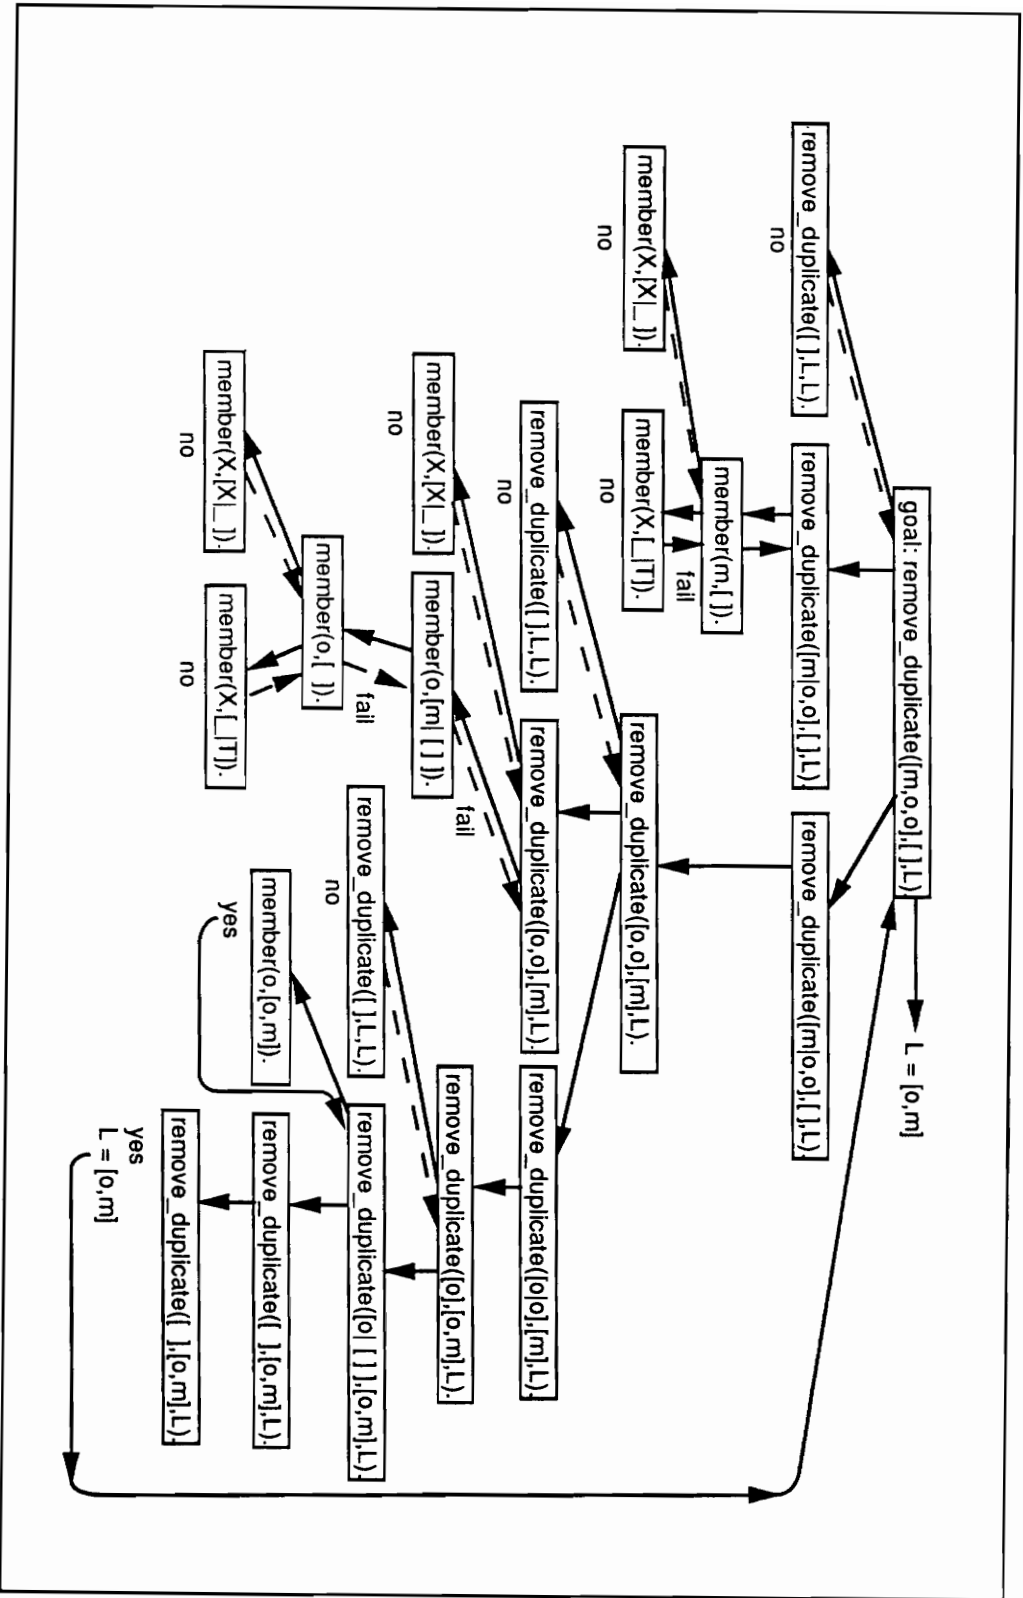 goal: remove_duplicate([m,o,o],[ ],L)
L = [o,m]
remove_duplicate([ ],L,L).
no
remove_duplicate([m|o,o],[ ],L)
remove_duplicate([m|o,o],[ ],L)
member(m,[ ]).
member(X,[X|_ ]).
no
member(X,[_|T]).
no
fail
remove_duplicate([o,o],[m],L).
remove_duplicate([ ],L,L).
no
remove_duplicate([o,o],[m],L).
remove_duplicate([o|o],[m],L)
member(X,[X|_ ]).
no
member(o,[m| [ ] ]).
fail
remove_duplicate([o],[o,m],L).
member(o,[ ]).
fail
remove_duplicate([ ],L,L).
no
remove_duplicate([o| [ ] ],[o,m],L)
member(X,[X|_ ]).
no
member(X,[_|T]).
no
member(o,[o,m]).
yes
remove_duplicate([ ],[o,m],L).
remove_duplicate([ ],[o,m],L)
yes
L = [o,m]